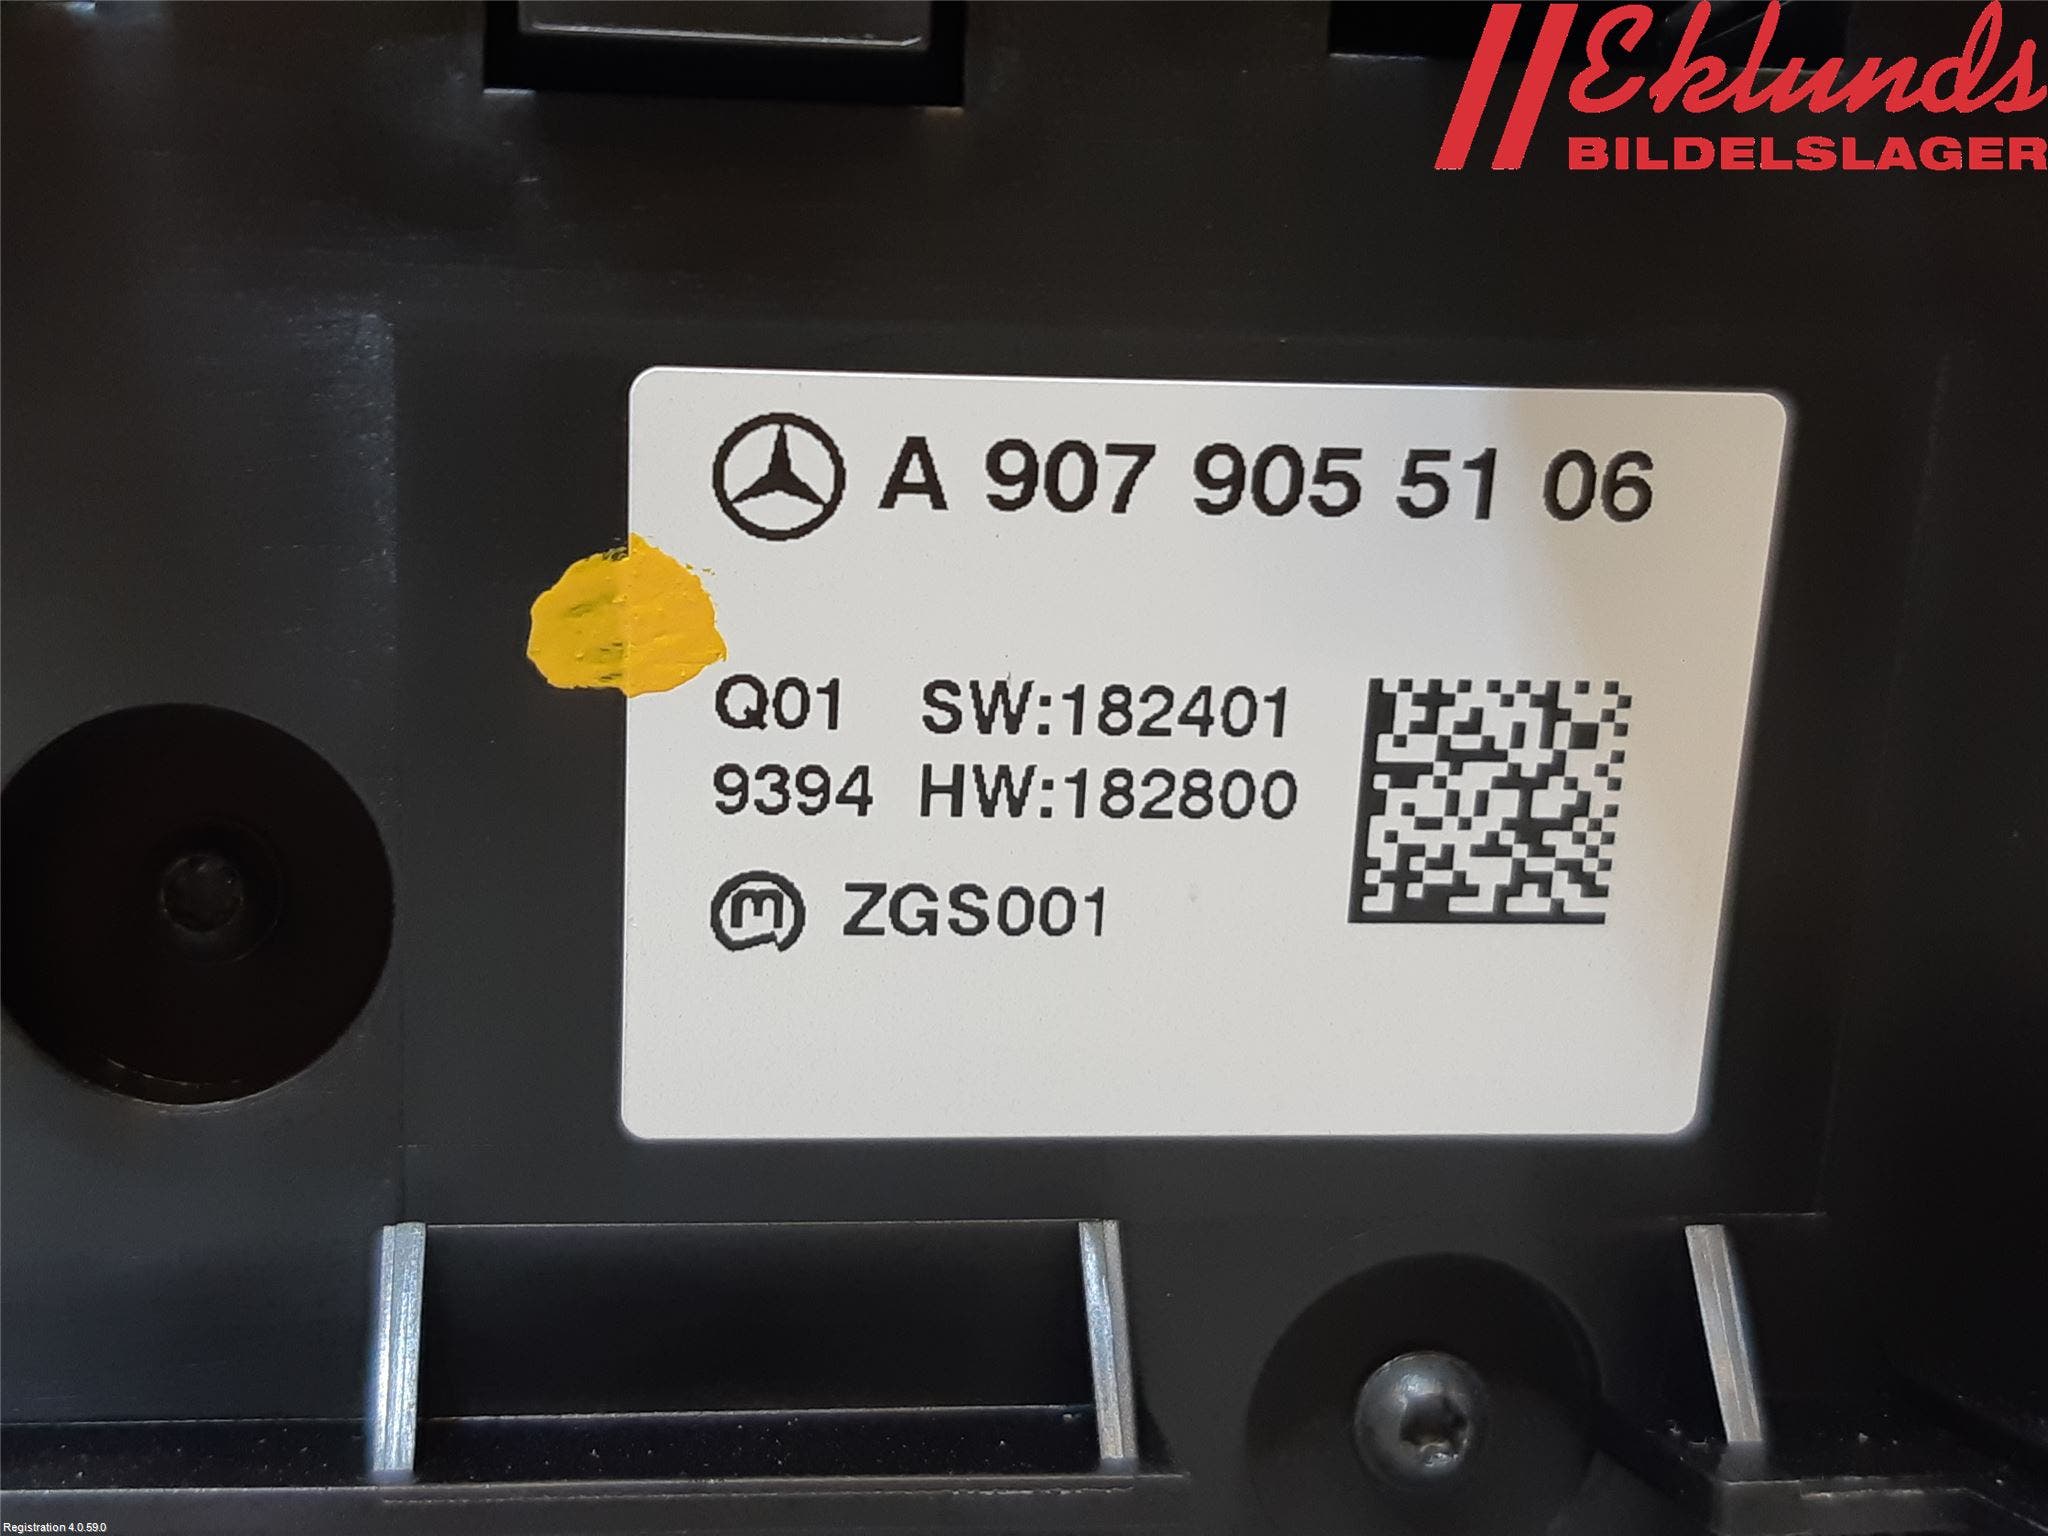 Eklunds
BILDELSLAGER
A 907 905 51 06
Q01 SW:182401
9394 HW:182800
m ZGS001
Registration 4.0.59.0